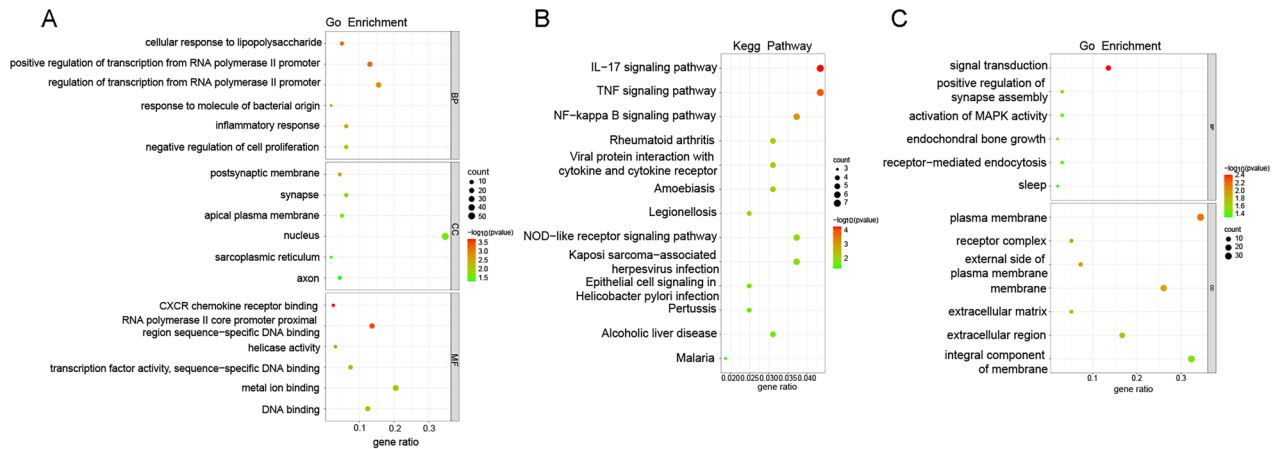 A
Go Enrichment
cellular response to lipopolysaccharide
positive regulation of transcription from RNA polymerase II promoter
regulation of transcription from RNA polymerase II promoter
response to molecule of bacterial origin
inflammatory response
negative regulation of cell proliferation
BP
postsynaptic membrane
synapse
apical plasma membrane
nucleus
sarcoplasmic reticulum
axon
CC
CXCR chemokine receptor binding
RNA polymerase II core promoter proximal
region sequence-specific DNA binding
helicase activity
transcription factor activity, sequence-specific DNA binding
metal ion binding
DNA binding
MF
0.1 0.2 0.3
gene ratio
count
10
20
30
40
50
-log10(pvalue)
3.5
3.0
2.5
2.0
1.5
B
Kegg Pathway
IL-17 signaling pathway
TNF signaling pathway
NF-kappa B signaling pathway
Rheumatoid arthritis
Viral protein interaction with
cytokine and cytokine receptor
Amoebiasis
Legionellosis
NOD-like receptor signaling pathway
Kaposi sarcoma-associated
herpesvirus infection
Epithelial cell signaling in
Helicobacter pylori infection
Pertussis
Alcoholic liver disease
Malaria
0.020 0.025 0.030 0.035 0.040
gene ratio
count
3
4
5
6
7
-log10(pvalue)
4
3
2
C
Go Enrichment
signal transduction
positive regulation of
synapse assembly
activation of MAPK activity
endochondral bone growth
receptor-mediated endocytosis
sleep
BP
plasma membrane
receptor complex
external side of
plasma membrane
membrane
extracellular matrix
extracellular region
integral component
of membrane
CC
0.1 0.2 0.3
gene ratio
-log10(pvalue)
2.4
2.2
2.0
1.8
1.6
1.4
count
10
20
30